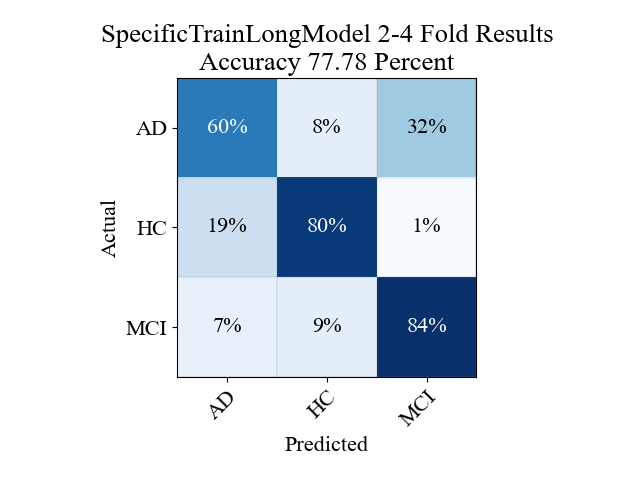 SpecificTrainLongModel 2-4 Fold Results
Accuracy 77.78 Percent
AD 60% 8% 32%
HC 19% 80% 1%
MCI 7% 9% 84%
Actual
AD HC MCI
Predicted